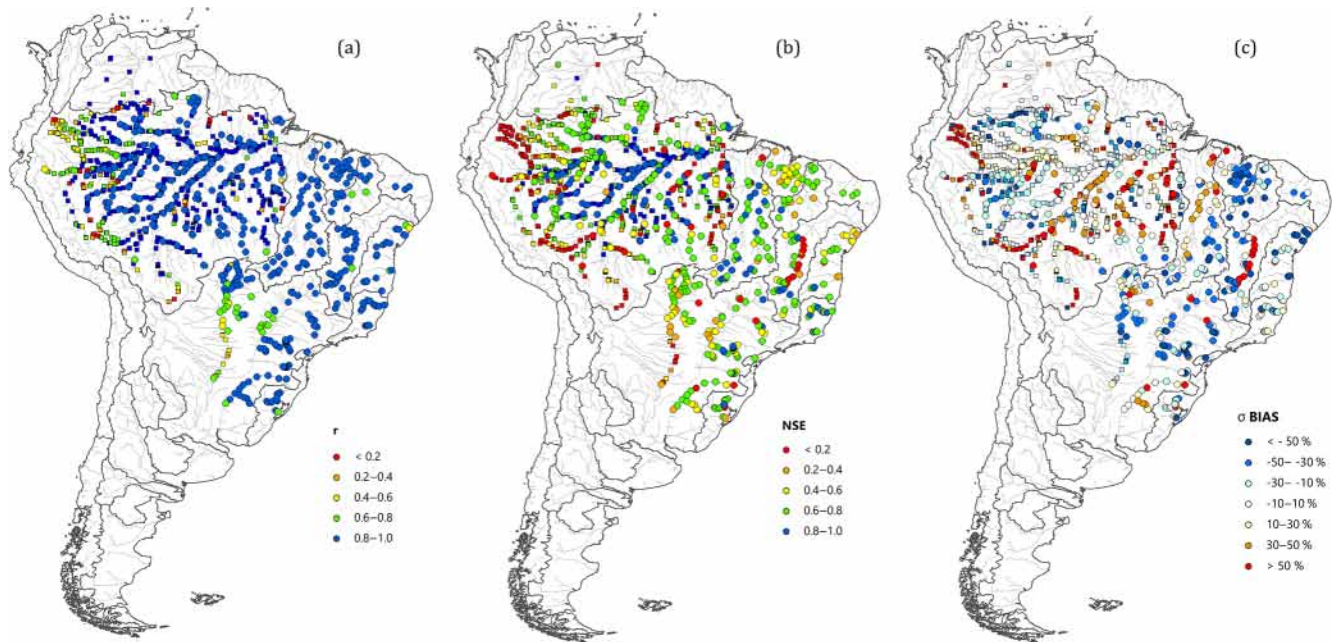 (a)
(b)
(c)
r
< 0.2
0.2–0.4
0.4–0.6
0.6–0.8
0.8–1.0
NSE
< 0.2
0.2–0.4
0.4–0.6
0.6–0.8
0.8–1.0
σ BIAS
< - 50 %
-50– -30 %
-30– -10 %
-10–10 %
10–30 %
30–50 %
> 50 %